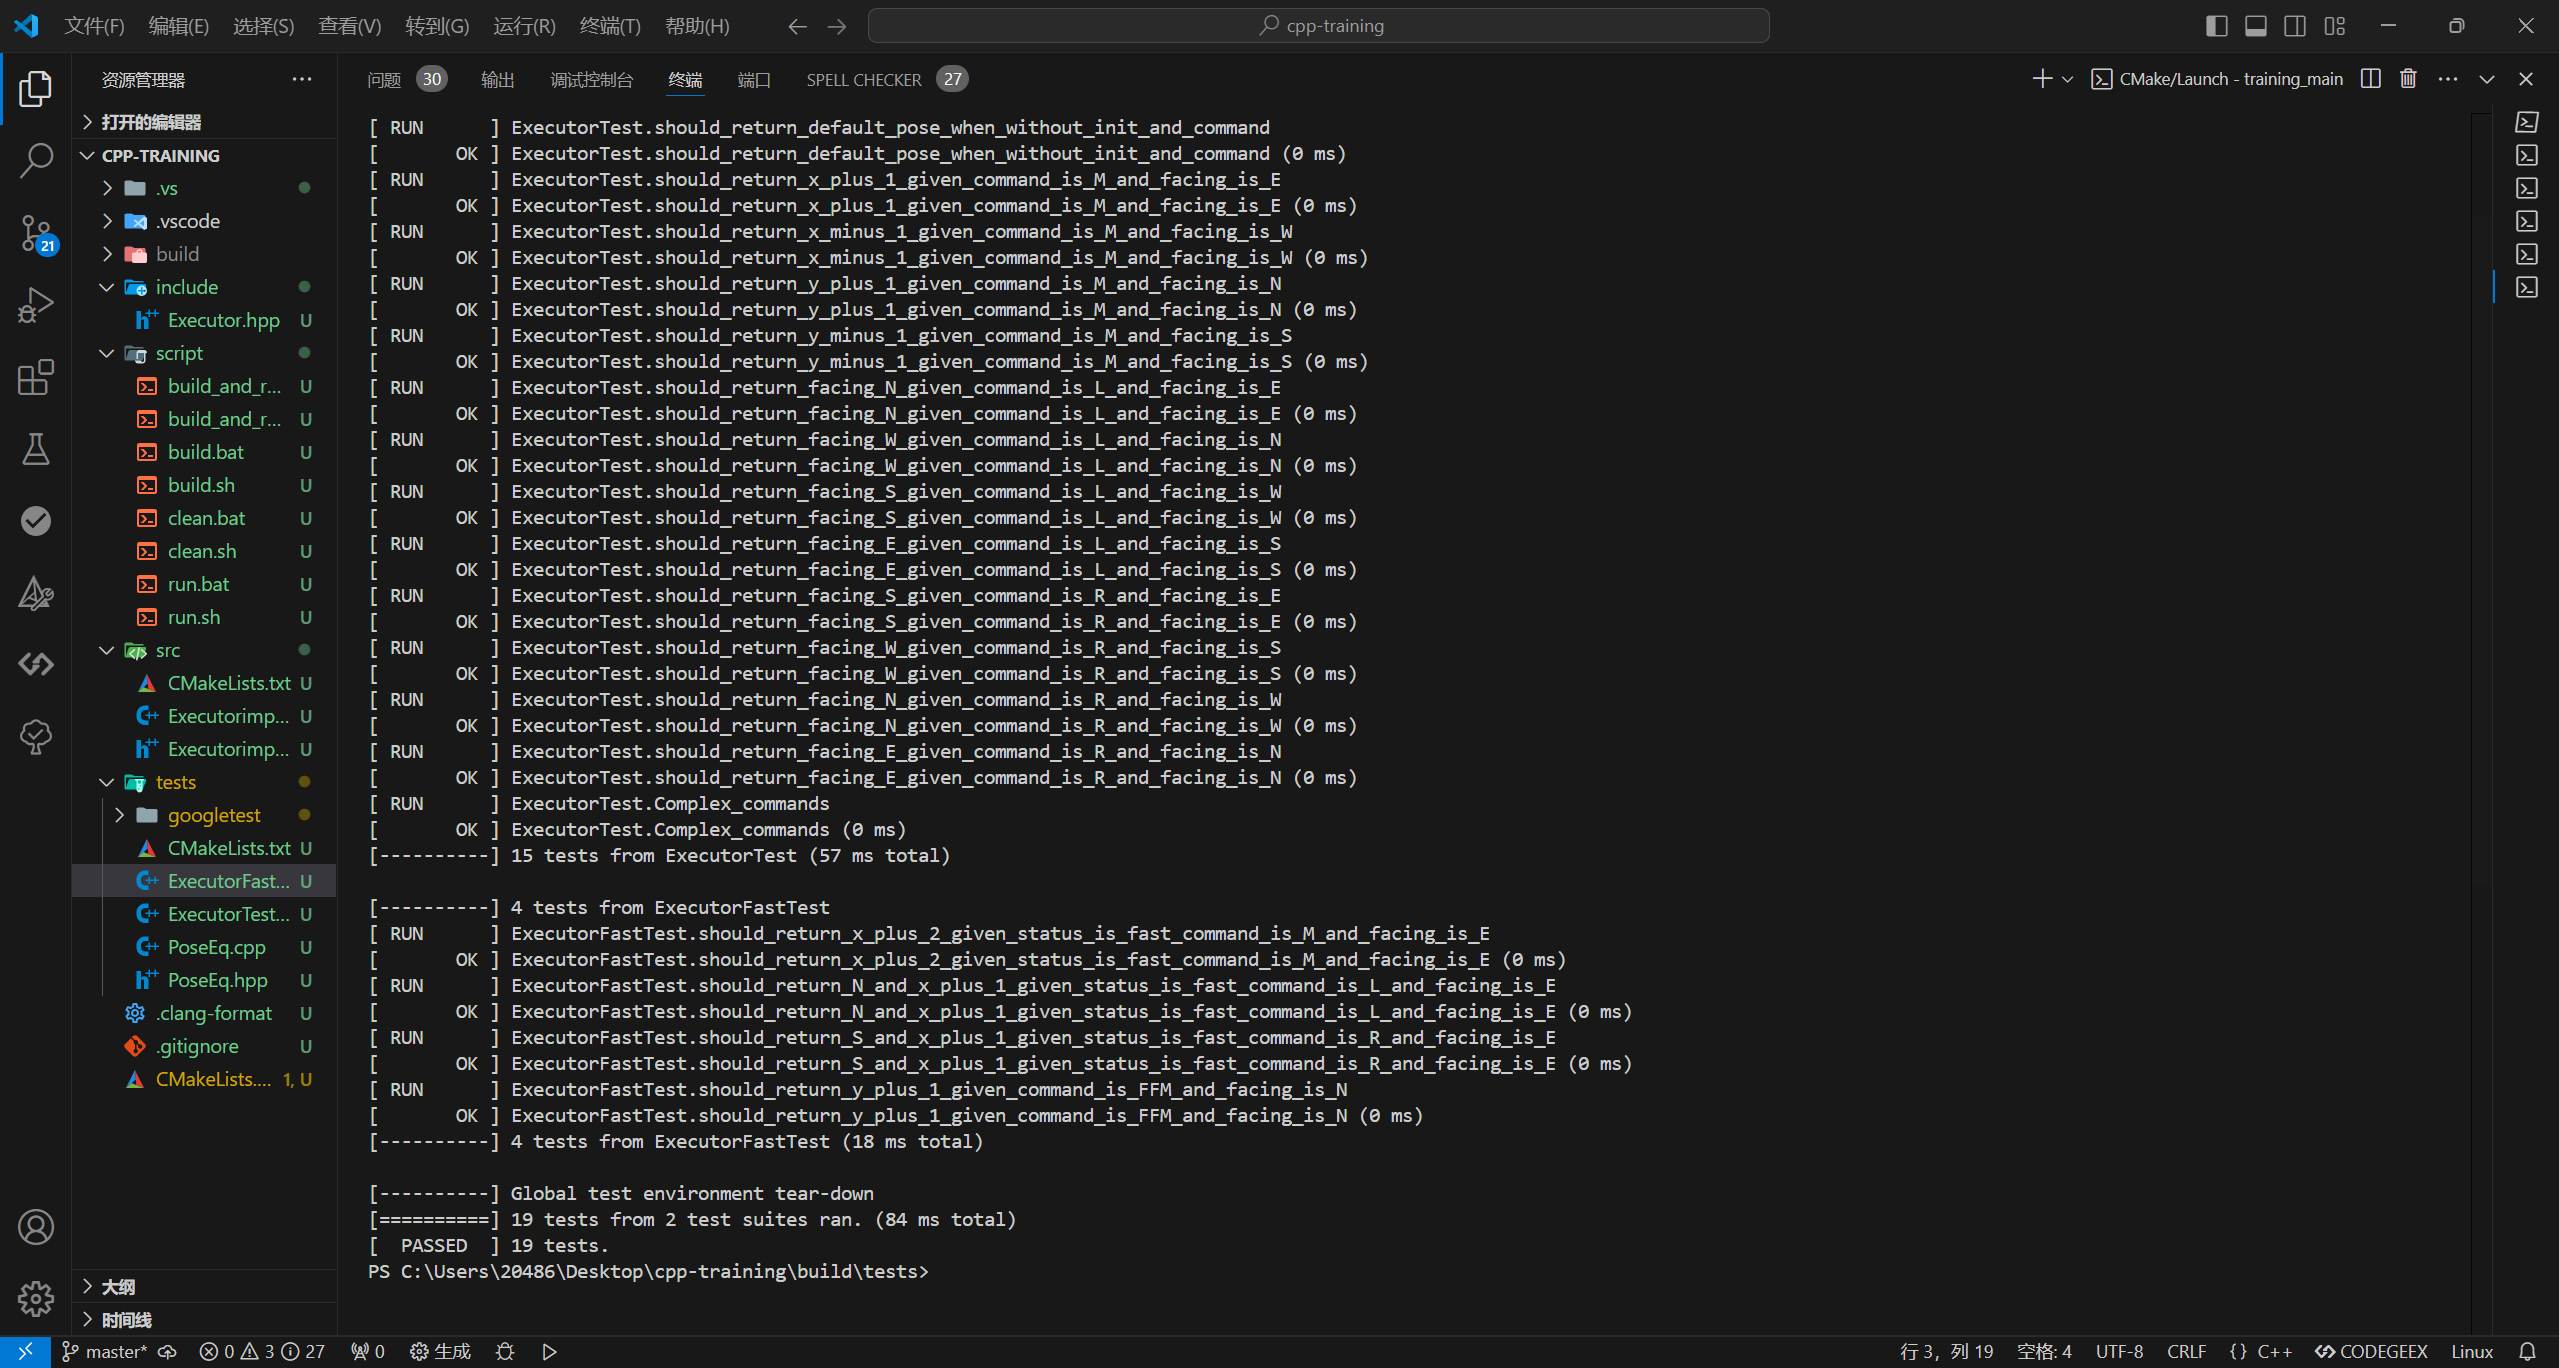 文件(F) 编辑(E) 选择(S) 查看(V) 转到(G) 运行(R) 终端(T) 帮助(H) cpp-training
资源管理器
打开的编辑器
CPP-TRAINING
.vs
.vscode
build
include
Executor.hpp U
script
build_and_r... U
build_and_r... U
build.bat U
build.sh U
clean.bat U
clean.sh U
run.bat U
run.sh U
src
CMakeLists.txt U
Executorimp... U
Executorimp... U
tests
googletest
CMakeLists.txt U
ExecutorFast... U
ExecutorTest... U
PoseEq.cpp U
PoseEq.hpp U
.clang-format U
.gitignore U
CMakeLists.... 1, U
大纲
时间线
21
问题 30 输出 调试控制台 终端 端口 SPELL CHECKER 27 CMake/Launch - training_main
[ RUN      ] ExecutorTest.should_return_default_pose_when_without_init_and_command
[       OK ] ExecutorTest.should_return_default_pose_when_without_init_and_command (0 ms)
[ RUN      ] ExecutorTest.should_return_x_plus_1_given_command_is_M_and_facing_is_E
[       OK ] ExecutorTest.should_return_x_plus_1_given_command_is_M_and_facing_is_E (0 ms)
[ RUN      ] ExecutorTest.should_return_x_minus_1_given_command_is_M_and_facing_is_W
[       OK ] ExecutorTest.should_return_x_minus_1_given_command_is_M_and_facing_is_W (0 ms)
[ RUN      ] ExecutorTest.should_return_y_plus_1_given_command_is_M_and_facing_is_N
[       OK ] ExecutorTest.should_return_y_plus_1_given_command_is_M_and_facing_is_N (0 ms)
[ RUN      ] ExecutorTest.should_return_y_minus_1_given_command_is_M_and_facing_is_S
[       OK ] ExecutorTest.should_return_y_minus_1_given_command_is_M_and_facing_is_S (0 ms)
[ RUN      ] ExecutorTest.should_return_facing_N_given_command_is_L_and_facing_is_E
[       OK ] ExecutorTest.should_return_facing_N_given_command_is_L_and_facing_is_E (0 ms)
[ RUN      ] ExecutorTest.should_return_facing_W_given_command_is_L_and_facing_is_N
[       OK ] ExecutorTest.should_return_facing_W_given_command_is_L_and_facing_is_N (0 ms)
[ RUN      ] ExecutorTest.should_return_facing_S_given_command_is_L_and_facing_is_W
[       OK ] ExecutorTest.should_return_facing_S_given_command_is_L_and_facing_is_W (0 ms)
[ RUN      ] ExecutorTest.should_return_facing_E_given_command_is_L_and_facing_is_S
[       OK ] ExecutorTest.should_return_facing_E_given_command_is_L_and_facing_is_S (0 ms)
[ RUN      ] ExecutorTest.should_return_facing_S_given_command_is_R_and_facing_is_E
[       OK ] ExecutorTest.should_return_facing_S_given_command_is_R_and_facing_is_E (0 ms)
[ RUN      ] ExecutorTest.should_return_facing_W_given_command_is_R_and_facing_is_S
[       OK ] ExecutorTest.should_return_facing_W_given_command_is_R_and_facing_is_S (0 ms)
[ RUN      ] ExecutorTest.should_return_facing_N_given_command_is_R_and_facing_is_W
[       OK ] ExecutorTest.should_return_facing_N_given_command_is_R_and_facing_is_W (0 ms)
[ RUN      ] ExecutorTest.should_return_facing_E_given_command_is_R_and_facing_is_N
[       OK ] ExecutorTest.should_return_facing_E_given_command_is_R_and_facing_is_N (0 ms)
[ RUN      ] ExecutorTest.Complex_commands
[       OK ] ExecutorTest.Complex_commands (0 ms)
[----------] 15 tests from ExecutorTest (57 ms total)
[----------] 4 tests from ExecutorFastTest
[ RUN      ] ExecutorFastTest.should_return_x_plus_2_given_status_is_fast_command_is_M_and_facing_is_E
[       OK ] ExecutorFastTest.should_return_x_plus_2_given_status_is_fast_command_is_M_and_facing_is_E (0 ms)
[ RUN      ] ExecutorFastTest.should_return_N_and_x_plus_1_given_status_is_fast_command_is_L_and_facing_is_E
[       OK ] ExecutorFastTest.should_return_N_and_x_plus_1_given_status_is_fast_command_is_L_and_facing_is_E (0 ms)
[ RUN      ] ExecutorFastTest.should_return_S_and_x_plus_1_given_status_is_fast_command_is_R_and_facing_is_E
[       OK ] ExecutorFastTest.should_return_S_and_x_plus_1_given_status_is_fast_command_is_R_and_facing_is_E (0 ms)
[ RUN      ] ExecutorFastTest.should_return_y_plus_1_given_command_is_FFM_and_facing_is_N
[       OK ] ExecutorFastTest.should_return_y_plus_1_given_command_is_FFM_and_facing_is_N (0 ms)
[----------] 4 tests from ExecutorFastTest (18 ms total)
[----------] Global test environment tear-down
[==========] 19 tests from 2 test suites ran. (84 ms total)
[  PASSED  ] 19 tests.
PS C:\Users\20486\Desktop\cpp-training\build\tests>
master* 0 3 27 0 生成 行 3, 列 19 空格: 4 UTF-8 CRLF {} C++ CODEGEEX Linux